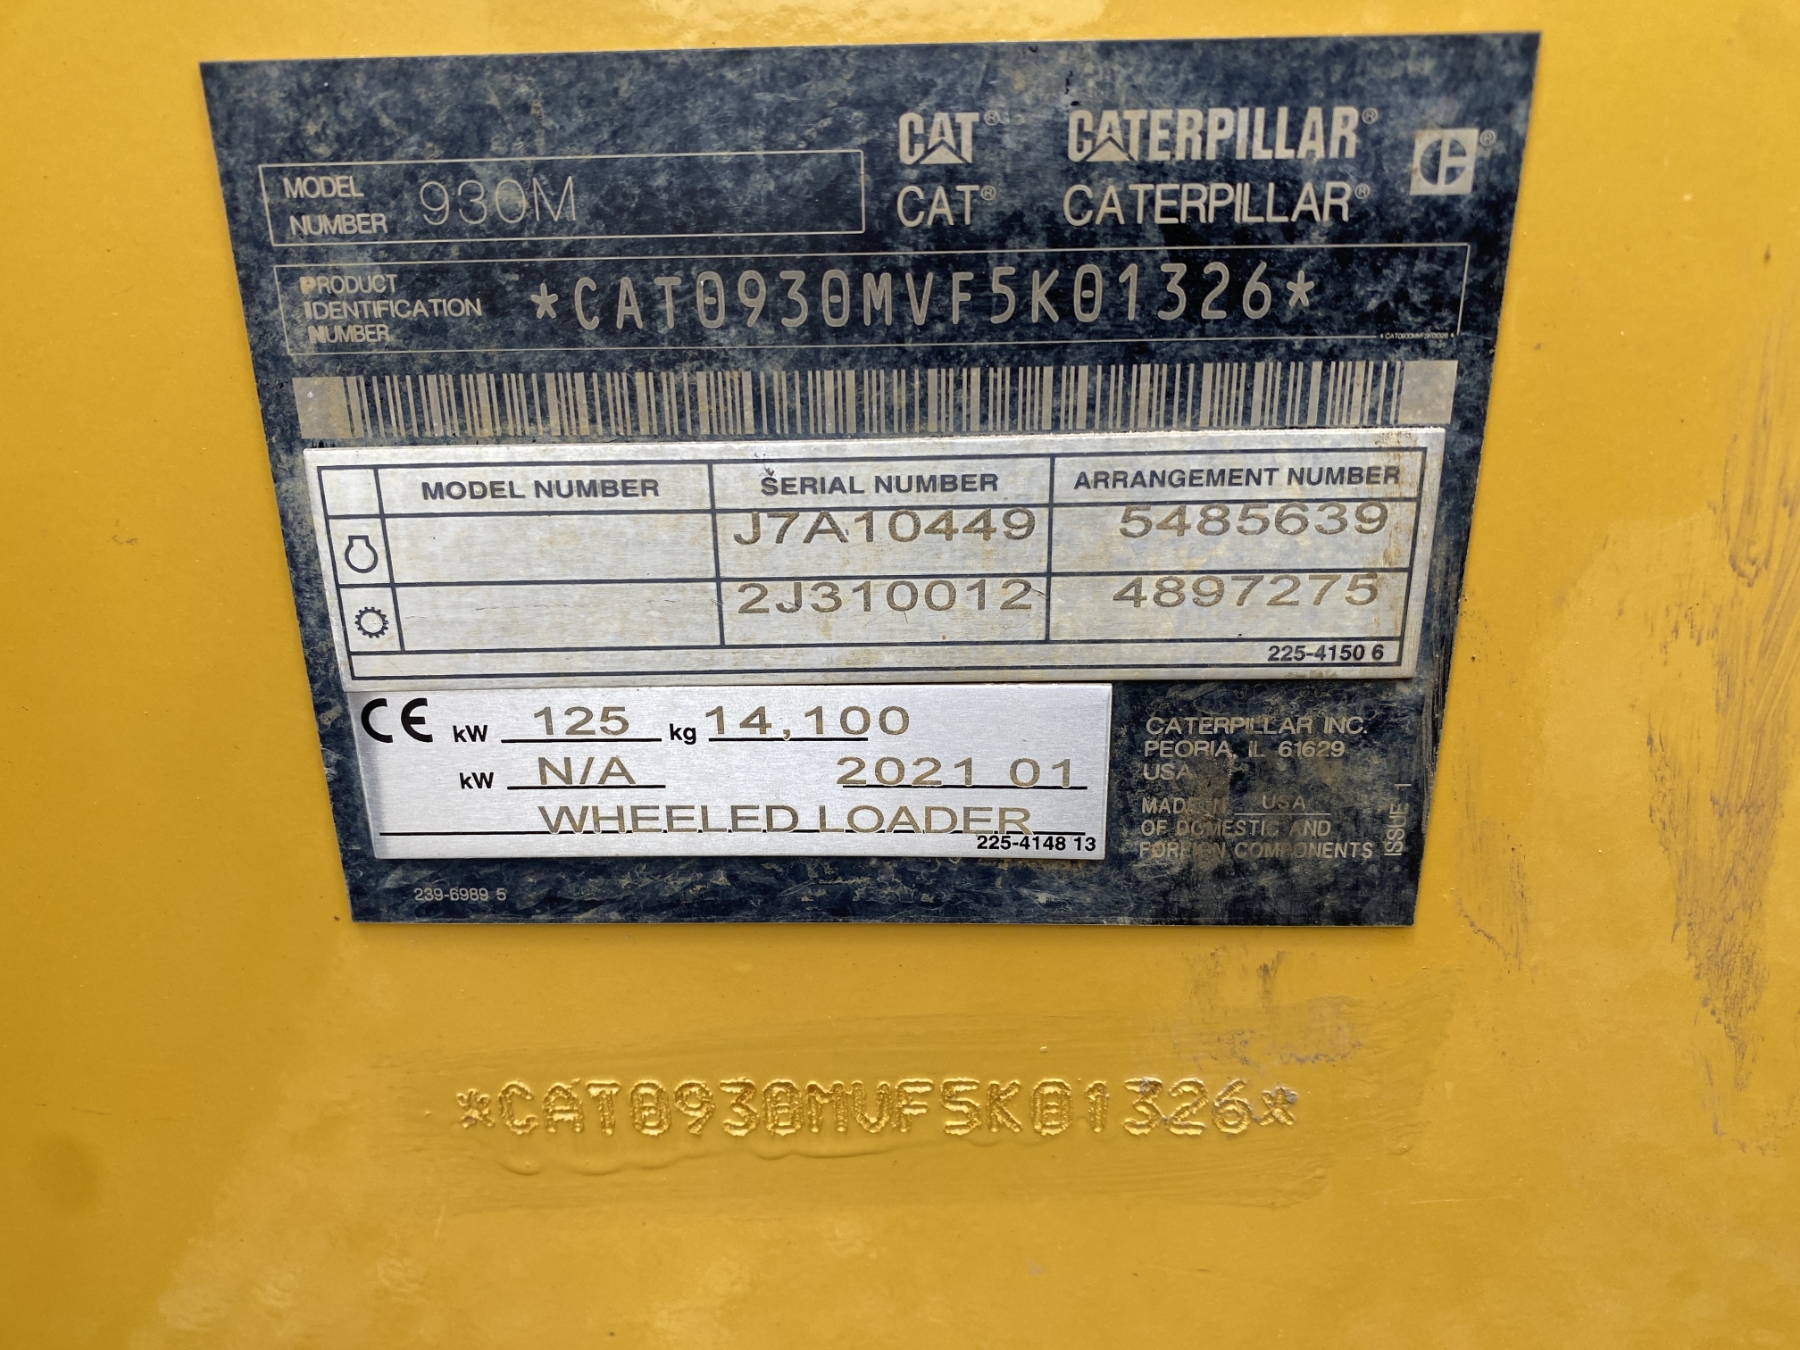 CAT® CATERPILLAR® ®
CAT® CATERPILLAR®
MODEL
NUMBER 930M
PRODUCT
IDENTIFICATION
NUMBER
*CAT0930MVF5K01326*
*CAT0930MVF5K01326*
MODEL NUMBER SERIAL NUMBER ARRANGEMENT NUMBER
J7A10449 5485639
2J310012 4897275
225-4150 6
CE kW 125 kg 14,100
kW N/A 2021 01
WHEELED LOADER
225-4148 13
CATERPILLAR INC.
PEORIA, IL 61629
USA
MADE IN USA
OF DOMESTIC AND
FOREIGN COMPONENTS
ISSUE 1
239-6989 5
*CAT0930MVF5K01326*